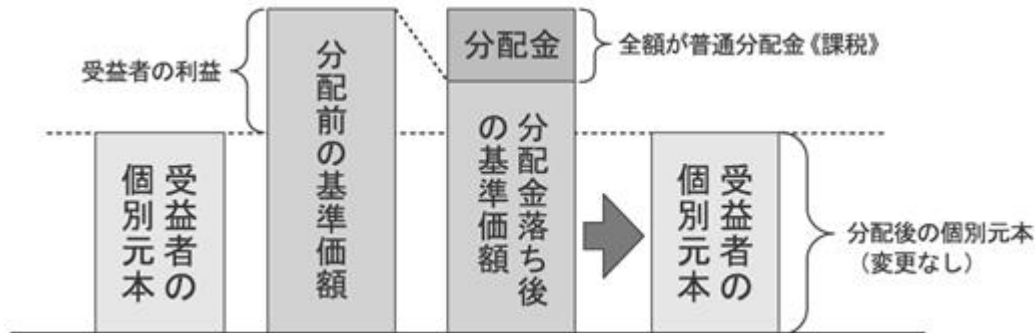 受益者の利益
受益者の
個別元本
分配前の基準価額
分配金
全額が普通分配金《課税》
分配金落ち後
の基準価額
受益者の
個別元本
分配後の個別元本
(変更なし)